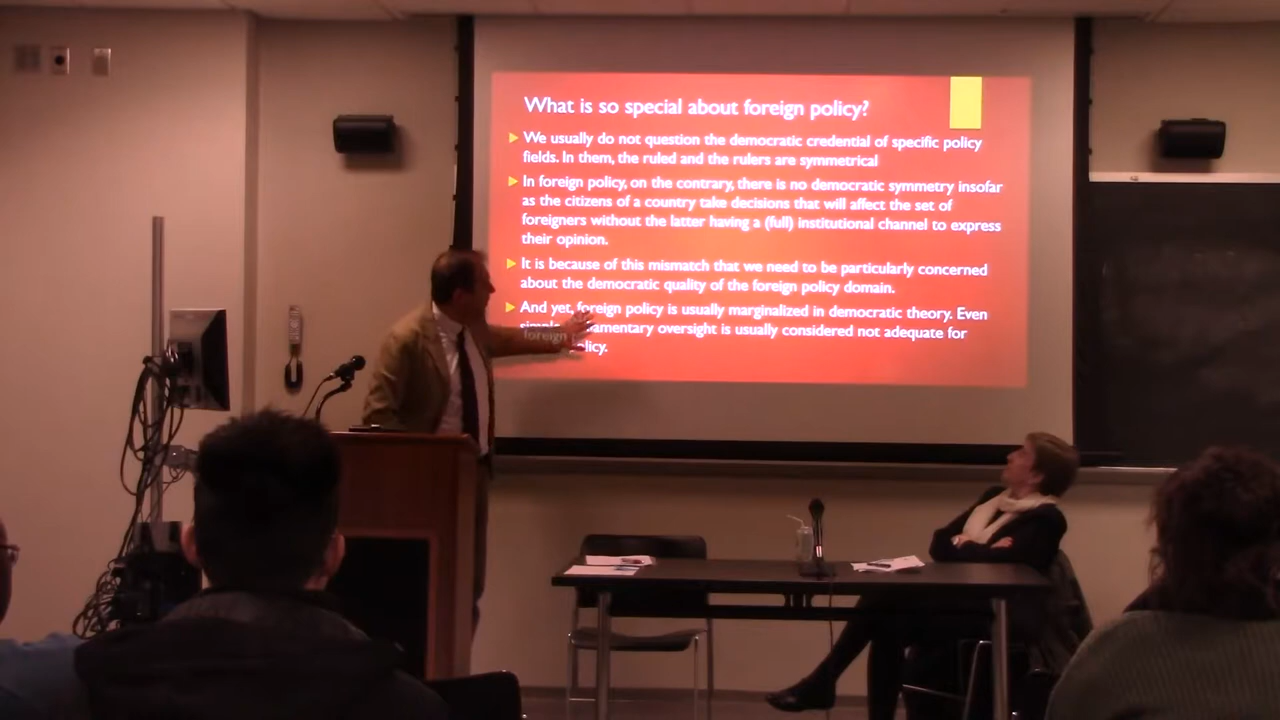 What is so special about foreign policy?
We usually do not question the democratic credential of specific policy
fields. In them, the ruled and the rulers are symmetrical
In foreign policy, on the contrary, there is no democratic symmetry insofar
as the citizens of a country take decisions that will affect the set of
foreigners without the latter having a (full) institutional channel to express
their opinion.
It is because of this mismatch that we need to be particularly concerned
about the democratic quality of the foreign policy domain.
And yet, foreign policy is usually marginalized in democratic theory. Even
simple parliamentary oversight is usually considered not adequate for
foreign policy.